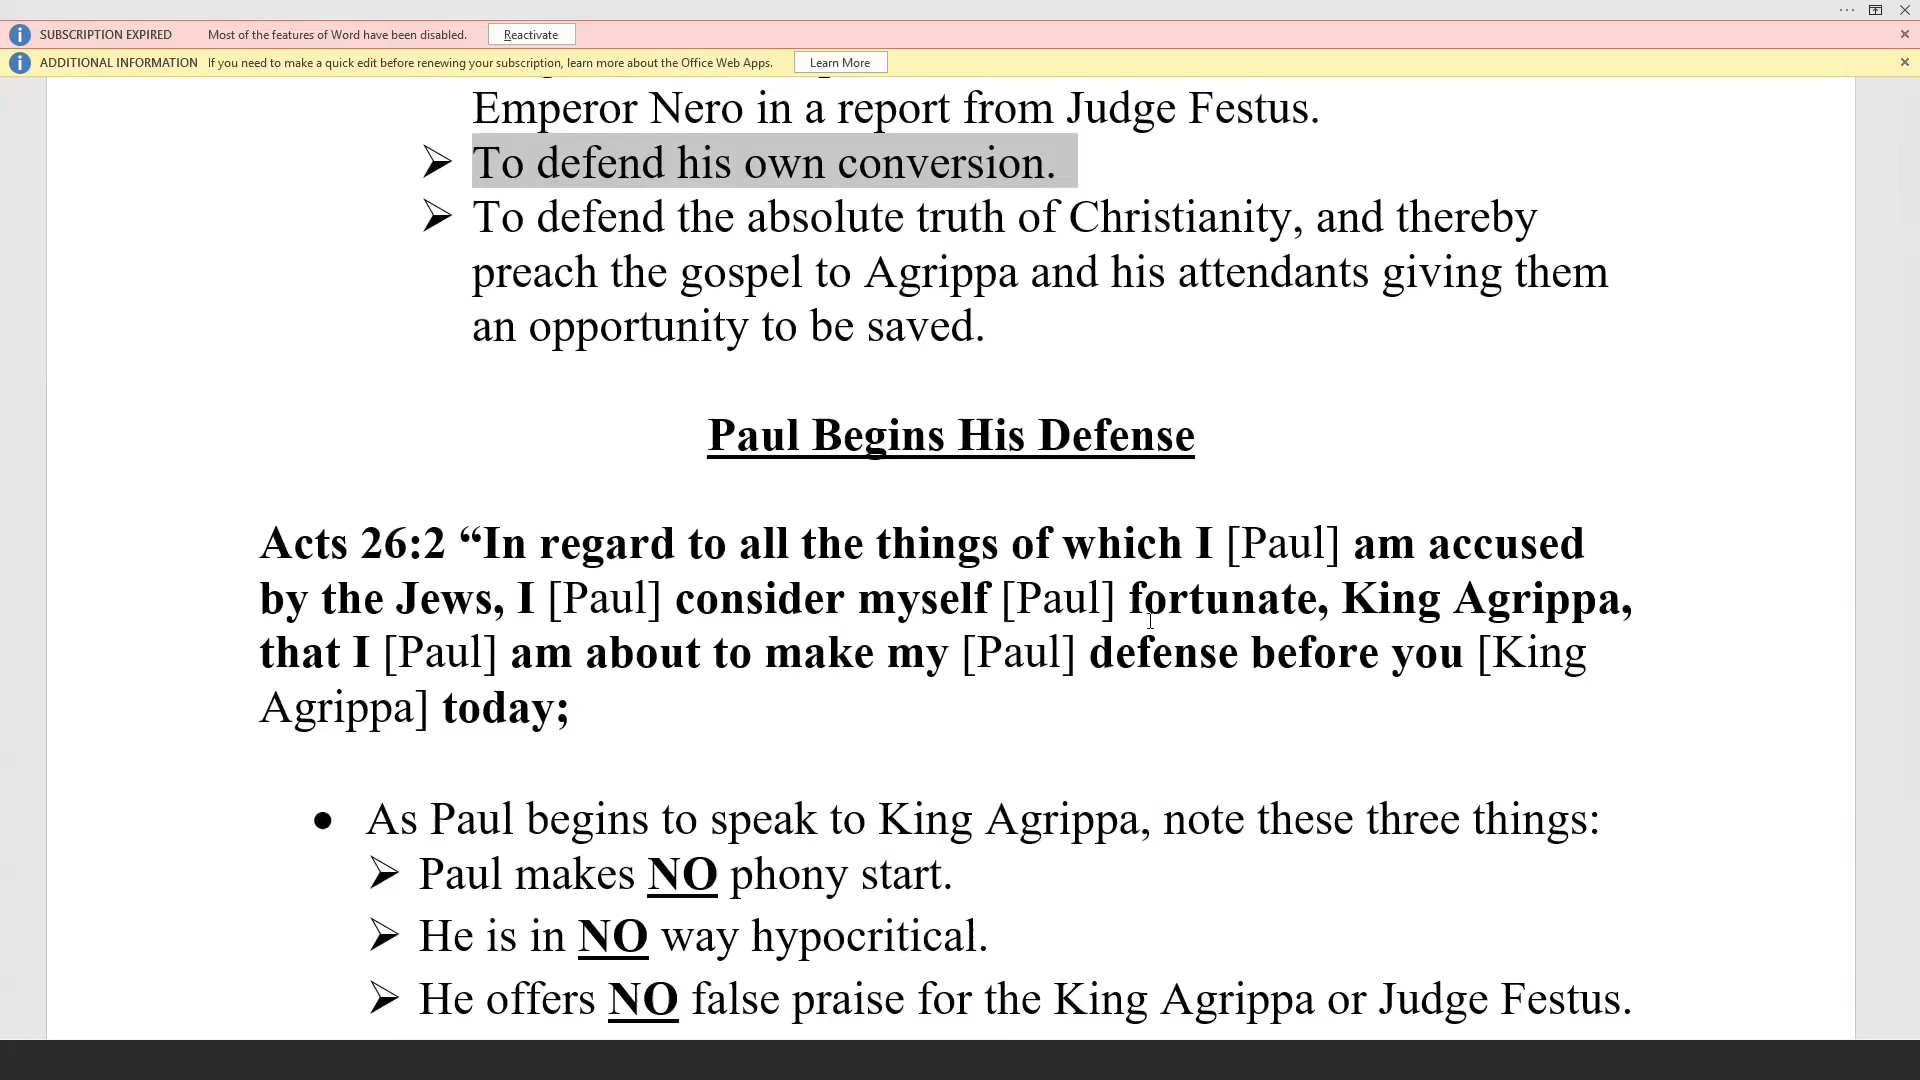 SUBSCRIPTION EXPIRED Most of the features of Word have been disabled. Reactivate
ADDITIONAL INFORMATION If you need to make a quick edit before renewing your subscription, learn more about the Office Web Apps. Learn More
Emperor Nero in a report from Judge Festus.
➢ To defend his own conversion.
➢ To defend the absolute truth of Christianity, and thereby
preach the gospel to Agrippa and his attendants giving them
an opportunity to be saved.
Paul Begins His Defense
Acts 26:2 “In regard to all the things of which I [Paul] am accused
by the Jews, I [Paul] consider myself [Paul] fortunate, King Agrippa,
that I [Paul] am about to make my [Paul] defense before you [King
Agrippa] today;
• As Paul begins to speak to King Agrippa, note these three things:
➢ Paul makes NO phony start.
➢ He is in NO way hypocritical.
➢ He offers NO false praise for the King Agrippa or Judge Festus.